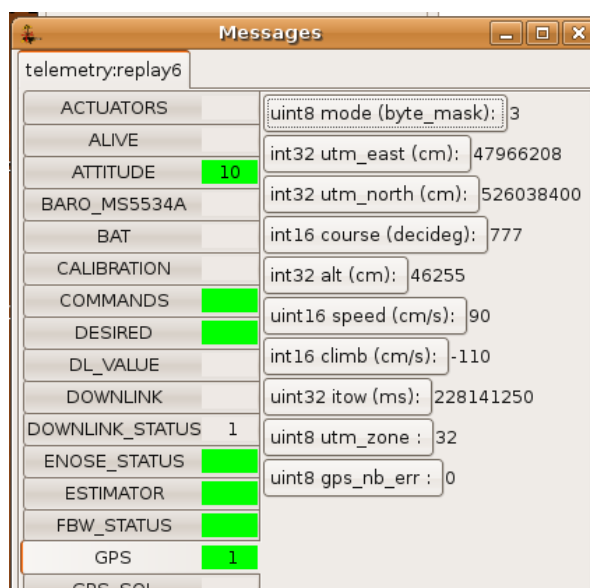 Messages
telemetry:replay6
ACTUATORS
ALIVE
ATTITUDE 10
BARO_MS5534A
BAT
CALIBRATION
COMMANDS
DESIRED
DL_VALUE
DOWNLINK
DOWNLINK_STATUS 1
ENOSE_STATUS
ESTIMATOR
FBW_STATUS
GPS 1
GPS_SOL
uint8 mode (byte_mask): 3
int32 utm_east (cm): 47966208
int32 utm_north (cm): 526038400
int16 course (decideg): 777
int32 alt (cm): 46255
uint16 speed (cm/s): 90
int16 climb (cm/s): -110
uint32 itow (ms): 228141250
uint8 utm_zone : 32
uint8 gps_nb_err : 0